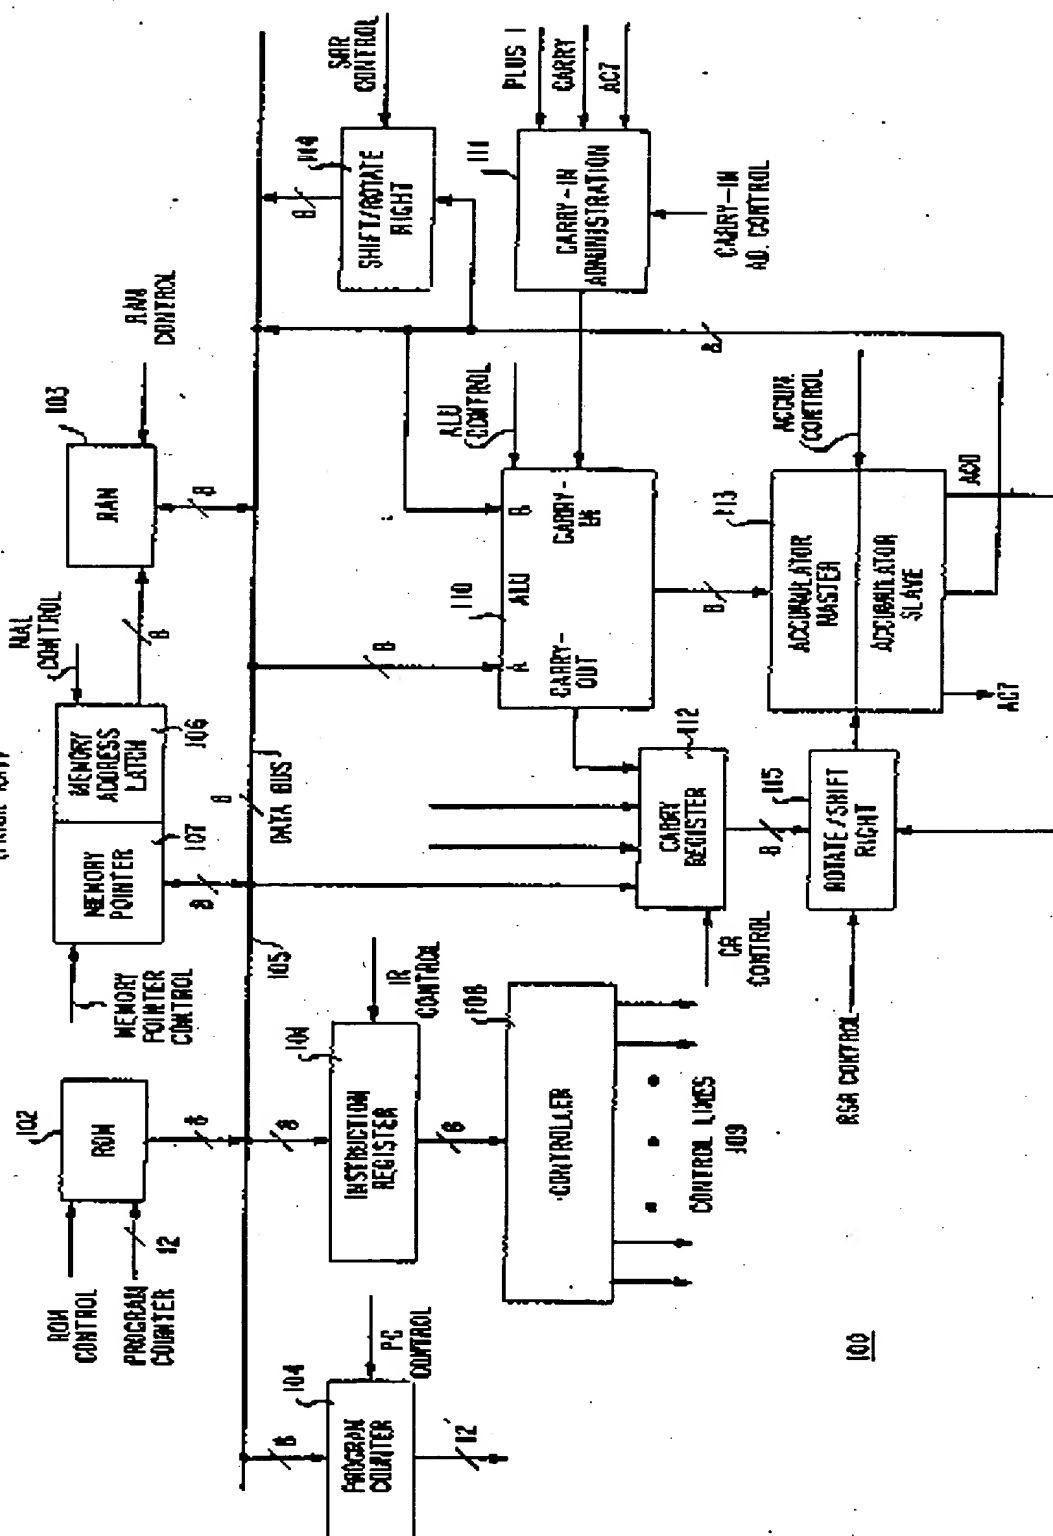 102
ROM
8
ROM
CONTROL
PROGRAM
COUNTER
12
MEMORY
POINTER
107
MEMORY
ADDRESS
LATCH
106
MAL
CONTROL
MEMORY
POINTER
CONTROL
8
8
103
RAM
RAM
CONTROL
8
105
8
DATA BUS
104
PROGRAM
COUNTER
PC
CONTROL
8
12
101
INSTRUCTION
REGISTER
IR
CONTROL
8
8
108
CONTROLLER
CONTROL LINES
109
110
ALU
A
B
CARRY-
OUT
CARRY-
IN
ALU
CONTROL
8
8
114
SHIFT/ROTATE
RIGHT
SRR
CONTROL
8
8
111
CARRY-IN
ADMINISTRATION
PLUS 1
CARRY
AC7
CARRY-IN
AD. CONTROL
112
CARRY
REGISTER
CR
CONTROL
8
113
ACCUMULATOR
MASTER
ACCUMULATOR
SLAVE
ACCUM.
CONTROL
AC0
AC7
115
ROTATE/SHIFT
RIGHT
RSR CONTROL
100